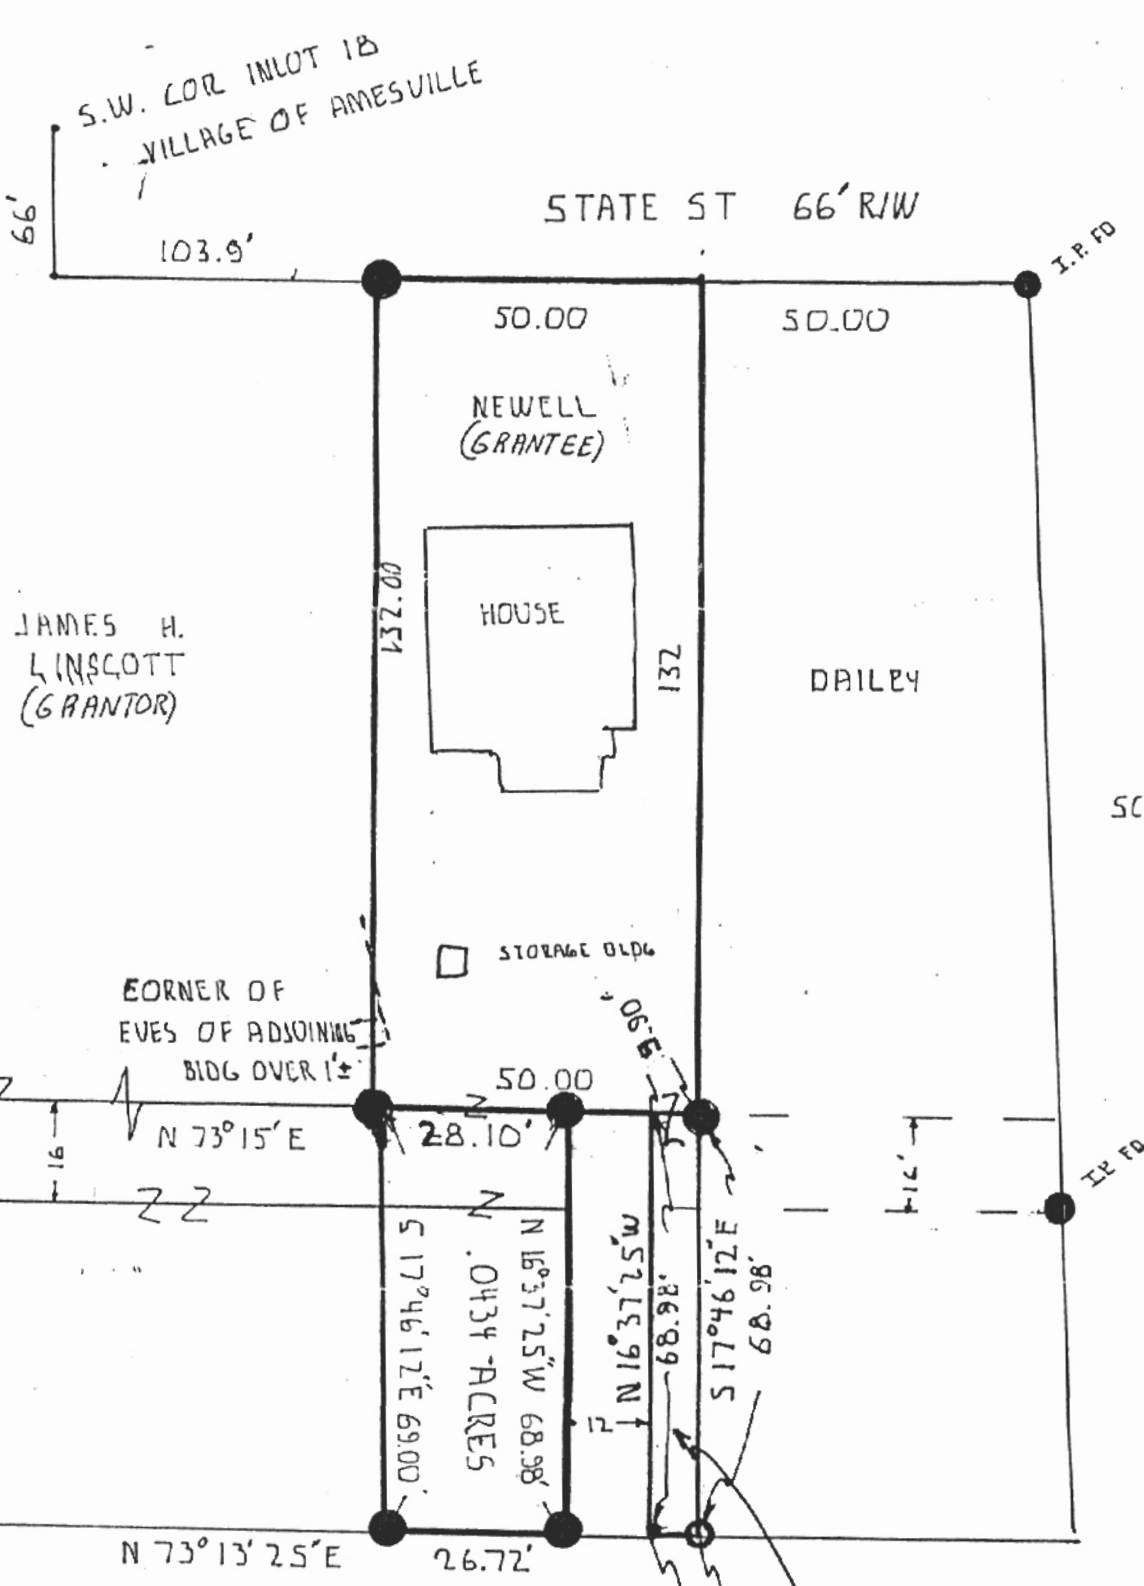 S.W. COR INLOT 18
VILLAGE OF AMESVILLE
66'
103.9'
STATE ST 66' R/W
I.P. FD
50.00
50.00
NEWELL
(GRANTEE)
132.00
HOUSE
132
JAMES H.
LINSCOTT
(GRANTOR)
DAILEY
SC
STORAGE BLDG
CORNER OF
EVES OF ADJOINING
BLDG OVER 1'±
9.90'
50.00
N 73°15' E
28.10'
16
16'
I.P. FD
S 17°46'12"E 69.00'
.0434 ACRES
N 16°37'25"W 68.98'
N 16°37'25"W
68.98'
S 17°46'12"E
68.98'
12
N 73°13'25"E
26.72'